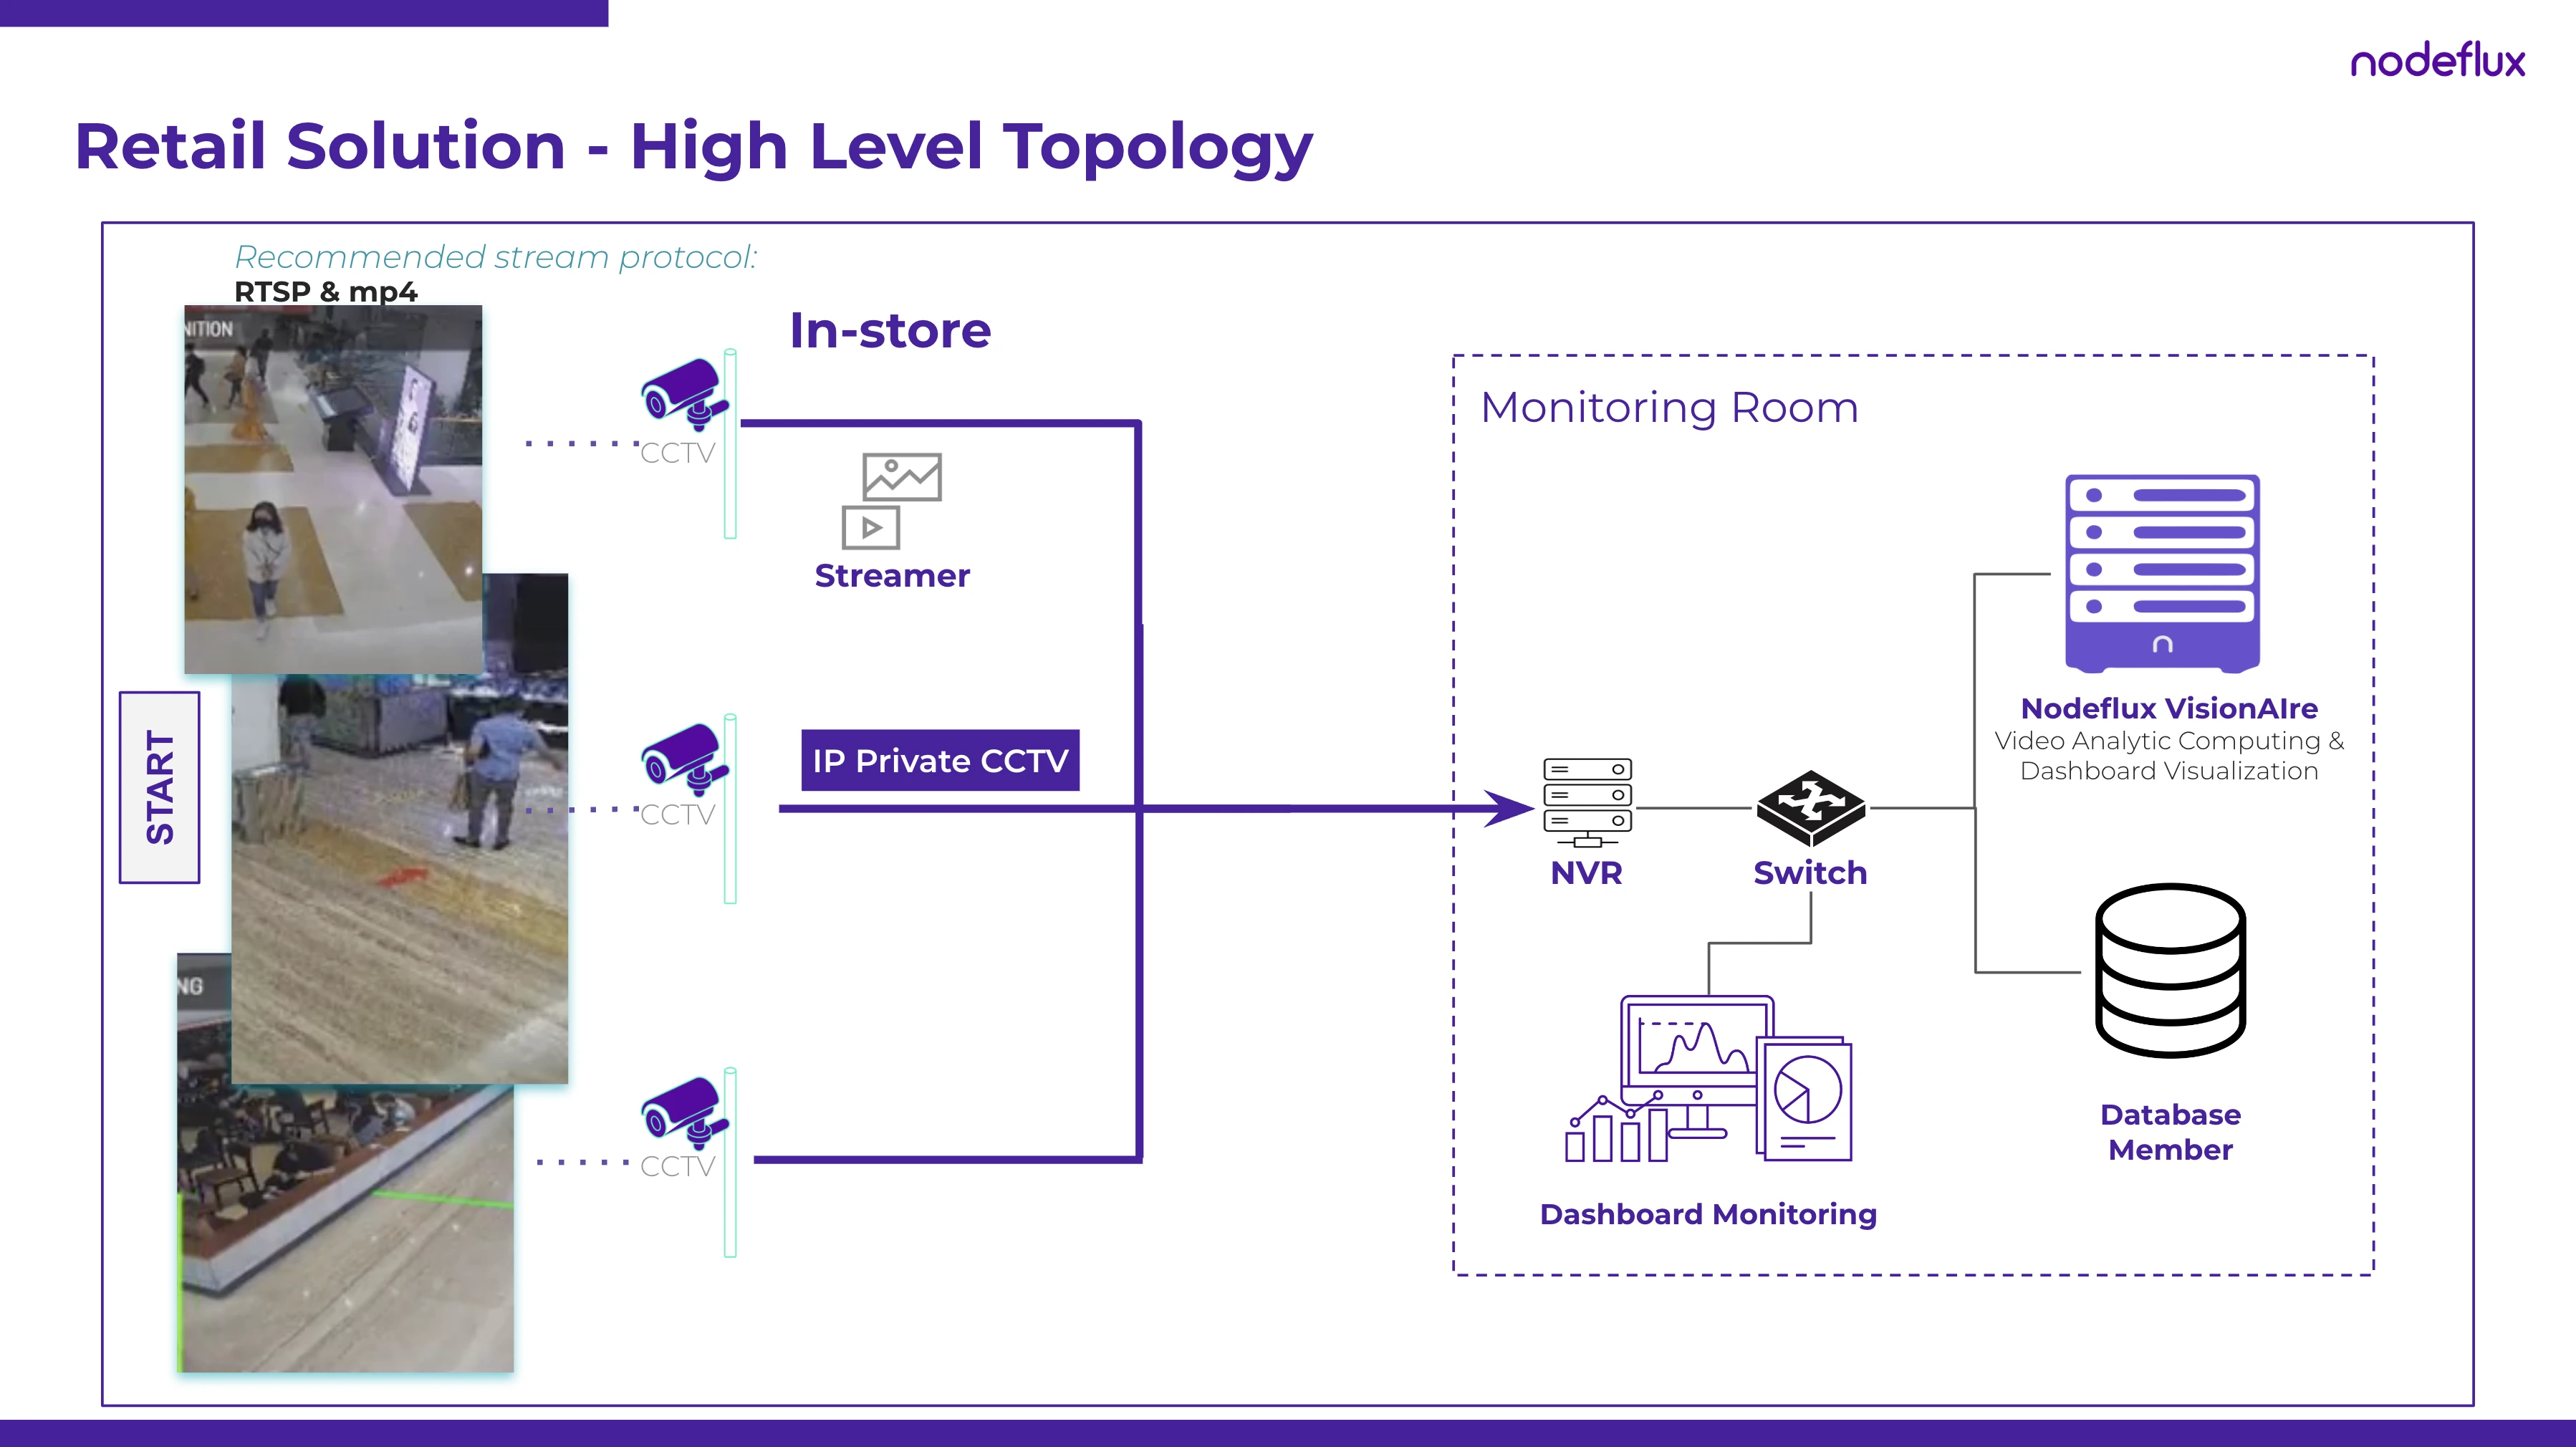 nodeflux
Retail Solution - High Level Topology
Recommended stream protocol:
RTSP & mp4
NITION
In-store
CCTV
Streamer
START
IP Private CCTV
CCTV
NG
CCTV
Monitoring Room
Nodeflux VisionAIre
Video Analytic Computing &
Dashboard Visualization
NVR
Switch
Database
Member
Dashboard Monitoring